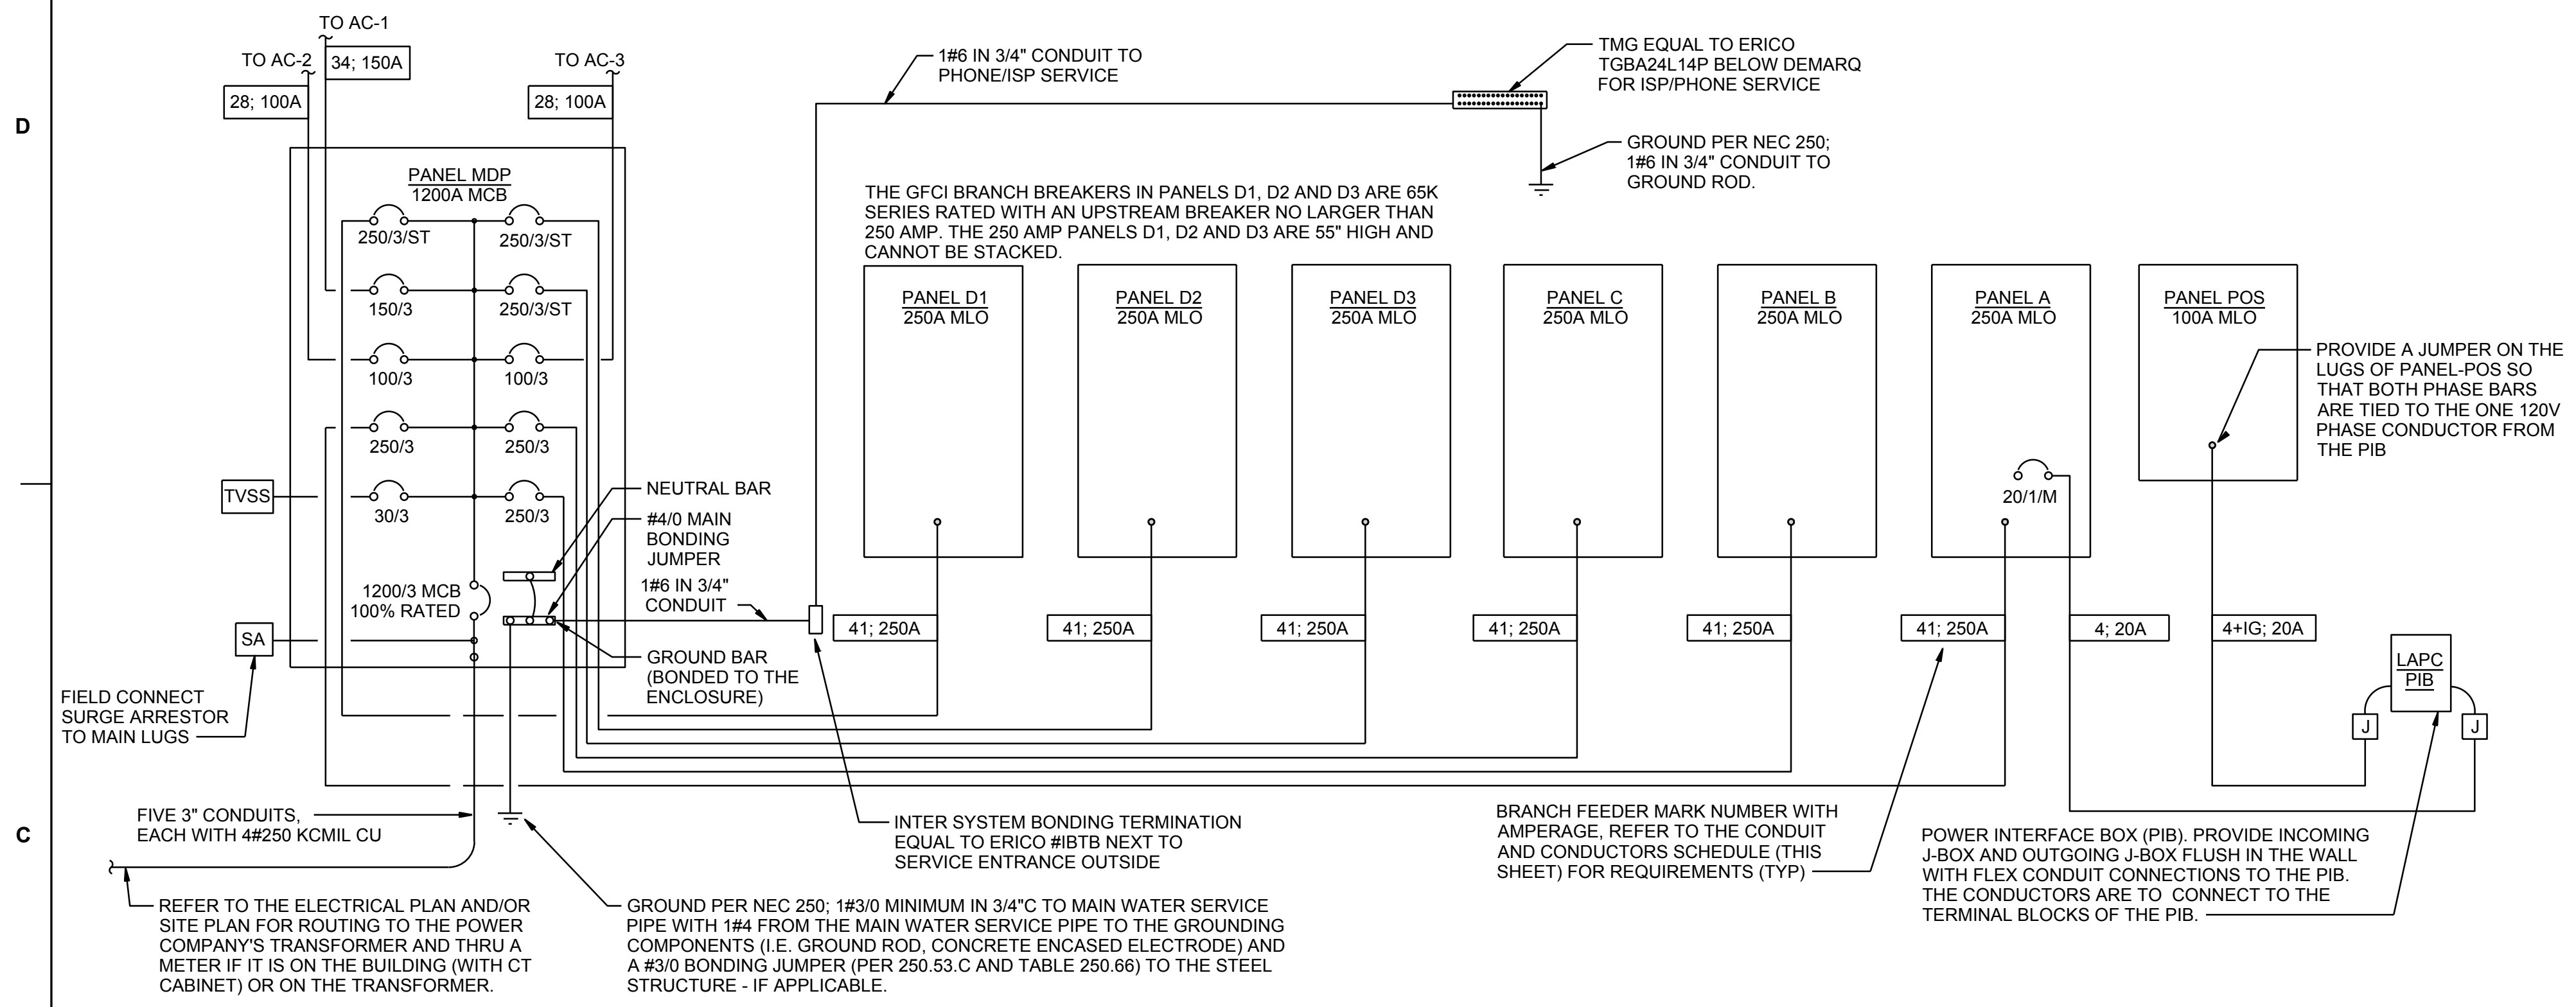 TO AC-1
TO AC-2
34; 150A
TO AC-3
28; 100A
28; 100A
D
PANEL MDP
1200A MCB
250/3/ST
250/3/ST
150/3
250/3/ST
100/3
100/3
250/3
250/3
30/3
250/3
TVSS
1200/3 MCB
100% RATED
SA
FIELD CONNECT
SURGE ARRESTOR
TO MAIN LUGS
NEUTRAL BAR
#4/0 MAIN
BONDING
JUMPER
1#6 IN 3/4"
CONDUIT
GROUND BAR
(BONDED TO THE
ENCLOSURE)
1#6 IN 3/4" CONDUIT TO
PHONE/ISP SERVICE
TMG EQUAL TO ERICO
TGBA24L14P BELOW DEMARQ
FOR ISP/PHONE SERVICE
GROUND PER NEC 250;
1#6 IN 3/4" CONDUIT TO
GROUND ROD.
THE GFCI BRANCH BREAKERS IN PANELS D1, D2 AND D3 ARE 65K
SERIES RATED WITH AN UPSTREAM BREAKER NO LARGER THAN
250 AMP. THE 250 AMP PANELS D1, D2 AND D3 ARE 55" HIGH AND
CANNOT BE STACKED.
PANEL D1
250A MLO
PANEL D2
250A MLO
PANEL D3
250A MLO
PANEL C
250A MLO
PANEL B
250A MLO
PANEL A
250A MLO
PANEL POS
100A MLO
20/1/M
PROVIDE A JUMPER ON THE
LUGS OF PANEL-POS SO
THAT BOTH PHASE BARS
ARE TIED TO THE ONE 120V
PHASE CONDUCTOR FROM
THE PIB
41; 250A
41; 250A
41; 250A
41; 250A
41; 250A
41; 250A
4; 20A
4+IG; 20A
LAPC
PIB
J
J
C
FIVE 3" CONDUITS,
EACH WITH 4#250 KCMIL CU
REFER TO THE ELECTRICAL PLAN AND/OR
SITE PLAN FOR ROUTING TO THE POWER
COMPANY'S TRANSFORMER AND THRU A
METER IF IT IS ON THE BUILDING (WITH CT
CABINET) OR ON THE TRANSFORMER.
INTER SYSTEM BONDING TERMINATION
EQUAL TO ERICO #IBTB NEXT TO
SERVICE ENTRANCE OUTSIDE
GROUND PER NEC 250; 1#3/0 MINIMUM IN 3/4"C TO MAIN WATER SERVICE
PIPE WITH 1#4 FROM THE MAIN WATER SERVICE PIPE TO THE GROUNDING
COMPONENTS (I.E. GROUND ROD, CONCRETE ENCASED ELECTRODE) AND
A #3/0 BONDING JUMPER (PER 250.53.C AND TABLE 250.66) TO THE STEEL
STRUCTURE - IF APPLICABLE.
BRANCH FEEDER MARK NUMBER WITH
AMPERAGE, REFER TO THE CONDUIT
AND CONDUCTORS SCHEDULE (THIS
SHEET) FOR REQUIREMENTS (TYP)
POWER INTERFACE BOX (PIB). PROVIDE INCOMING
J-BOX AND OUTGOING J-BOX FLUSH IN THE WALL
WITH FLEX CONDUIT CONNECTIONS TO THE PIB.
THE CONDUCTORS ARE TO CONNECT TO THE
TERMINAL BLOCKS OF THE PIB.